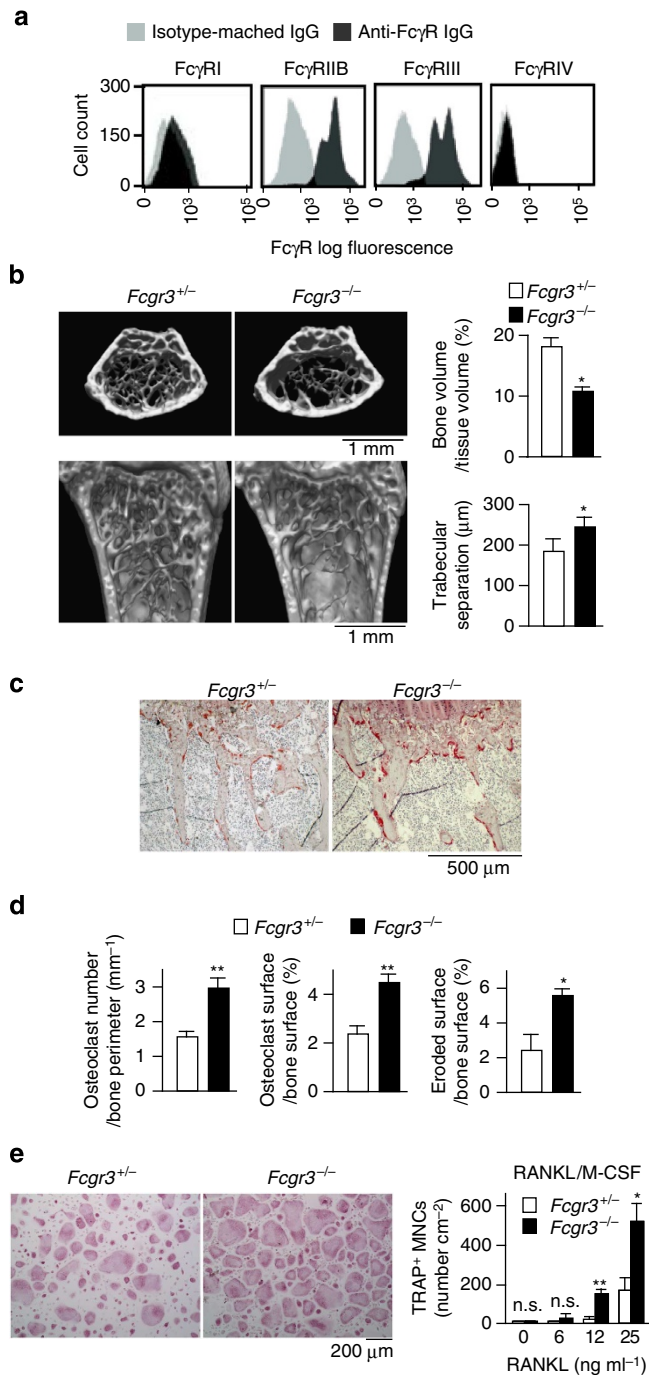 a
Isotype-mached IgG
Anti-FcγR IgG
FcγRI
FcγRIIB
FcγRIII
FcγRIV
Cell count
300
150
0
0 10³ 10⁵
0 10³ 10⁵
0 10³ 10⁵
0 10³ 10⁵
FcγR log fluorescence
b
Fcgr3⁺/⁻
Fcgr3⁻/⁻
1 mm
1 mm
Fcgr3⁺/⁻
Fcgr3⁻/⁻
Bone volume
/tissue volume (%)
20
10
0
*
Trabecular
separation (μm)
300
200
100
0
*
c
Fcgr3⁺/⁻
Fcgr3⁻/⁻
500 μm
d
Fcgr3⁺/⁻
Fcgr3⁻/⁻
Osteoclast number
/bone perimeter (mm⁻¹)
3
2
1
0
**
Osteoclast surface
/bone surface (%)
4
2
0
**
Eroded surface
/bone surface (%)
6
4
2
0
*
e
Fcgr3⁺/⁻
Fcgr3⁻/⁻
200 μm
RANKL/M-CSF
Fcgr3⁺/⁻
Fcgr3⁻/⁻
TRAP⁺ MNCs
(number cm⁻²)
600
400
200
0
n.s.
n.s.
**
*
0 6 12 25
RANKL (ng ml⁻¹)